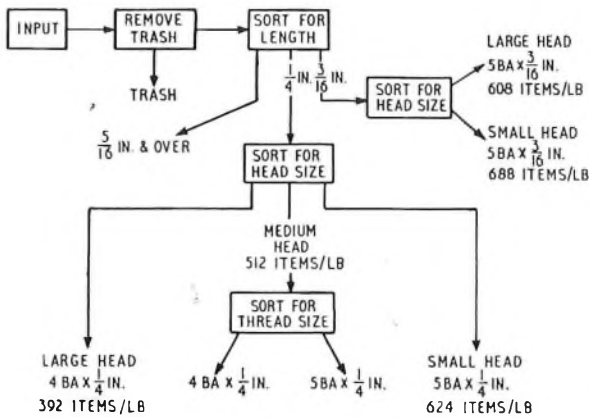 INPUT
REMOVE
TRASH
SORT FOR
LENGTH
TRASH
1/4 IN.
3/16 IN.
5/16 IN. & OVER
SORT FOR
HEAD SIZE
LARGE HEAD
5BA X 3/16 IN.
608 ITEMS/LB
SMALL HEAD
5BA X 3/16 IN.
688 ITEMS/LB
SORT FOR
HEAD SIZE
MEDIUM
HEAD
512 ITEMS/LB
SORT FOR
THREAD SIZE
LARGE HEAD
4BA X 1/4 IN.
392 ITEMS/LB
4BA X 1/4 IN.
5BA X 1/4 IN.
SMALL HEAD
5BA X 1/4 IN.
624 ITEMS/LB